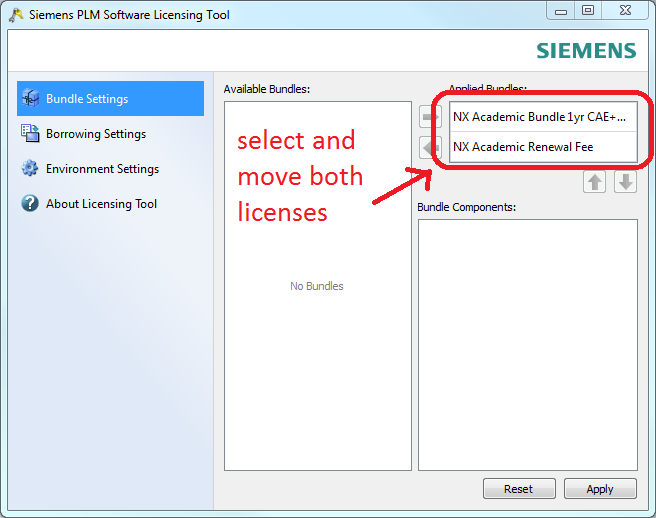 Siemens PLM Software Licensing Tool
SIEMENS
Bundle Settings
Borrowing Settings
Environment Settings
About Licensing Tool
Available Bundles:
select and
move both
licenses
No Bundles
Applied Bundles:
NX Academic Bundle 1yr CAE+...
NX Academic Renewal Fee
Bundle Components:
Reset
Apply